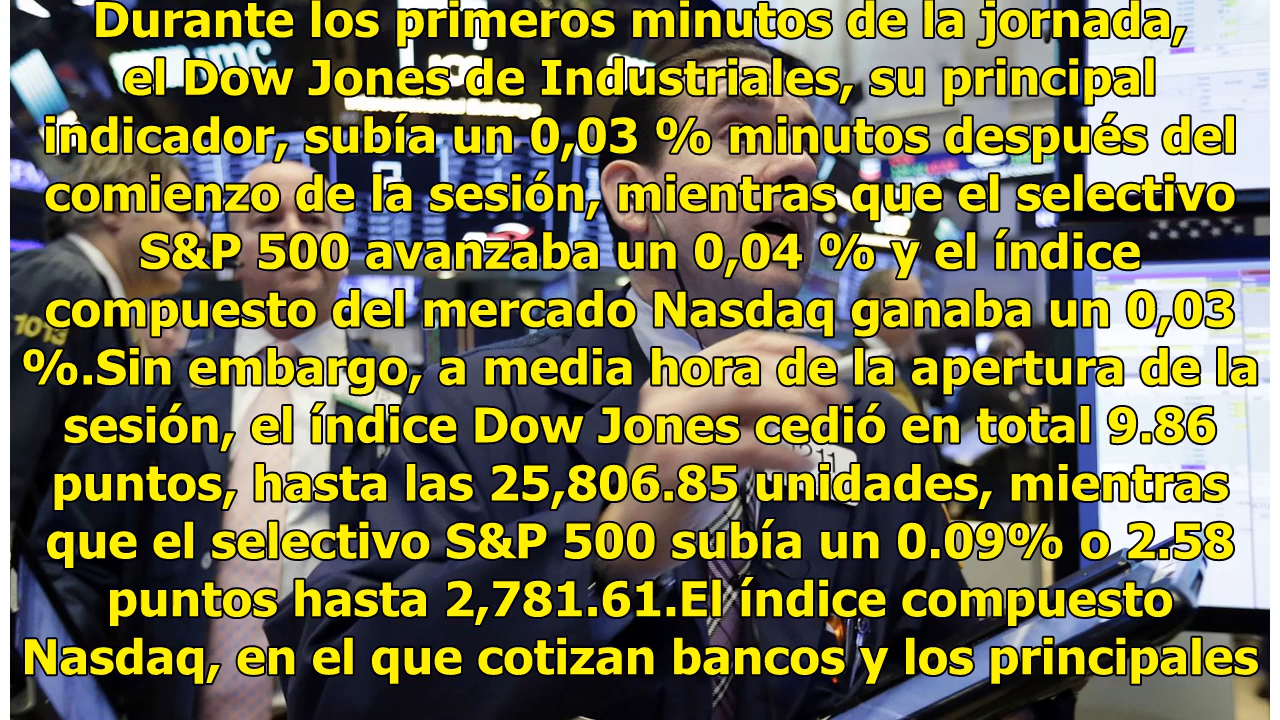 Durante los primeros minutos de la jornada,
el Dow Jones de Industriales, su principal
indicador, subía un 0,03 % minutos después del
comienzo de la sesión, mientras que el selectivo
S&P 500 avanzaba un 0,04 % y el índice
compuesto del mercado Nasdaq ganaba un 0,03
%.Sin embargo, a media hora de la apertura de la
sesión, el índice Dow Jones cedió en total 9.86
puntos, hasta las 25,806.85 unidades, mientras
que el selectivo S&P 500 subía un 0.09% o 2.58
puntos hasta 2,781.61.El índice compuesto
Nasdaq, en el que cotizan bancos y los principales
1013